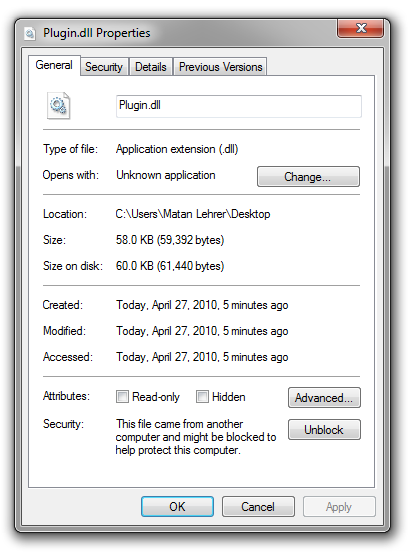 Plugin.dll Properties
General Security Details Previous Versions
Plugin.dll
Type of file: Application extension (.dll)
Opens with: Unknown application Change...
Location: C:\Users\Matan Lehrer\Desktop
Size: 58.0 KB (59,392 bytes)
Size on disk: 60.0 KB (61,440 bytes)
Created: Today, April 27, 2010, 5 minutes ago
Modified: Today, April 27, 2010, 5 minutes ago
Accessed: Today, April 27, 2010, 5 minutes ago
Attributes: Read-only Hidden Advanced...
Security: This file came from another
computer and might be blocked to
help protect this computer.
Unblock
OK Cancel Apply